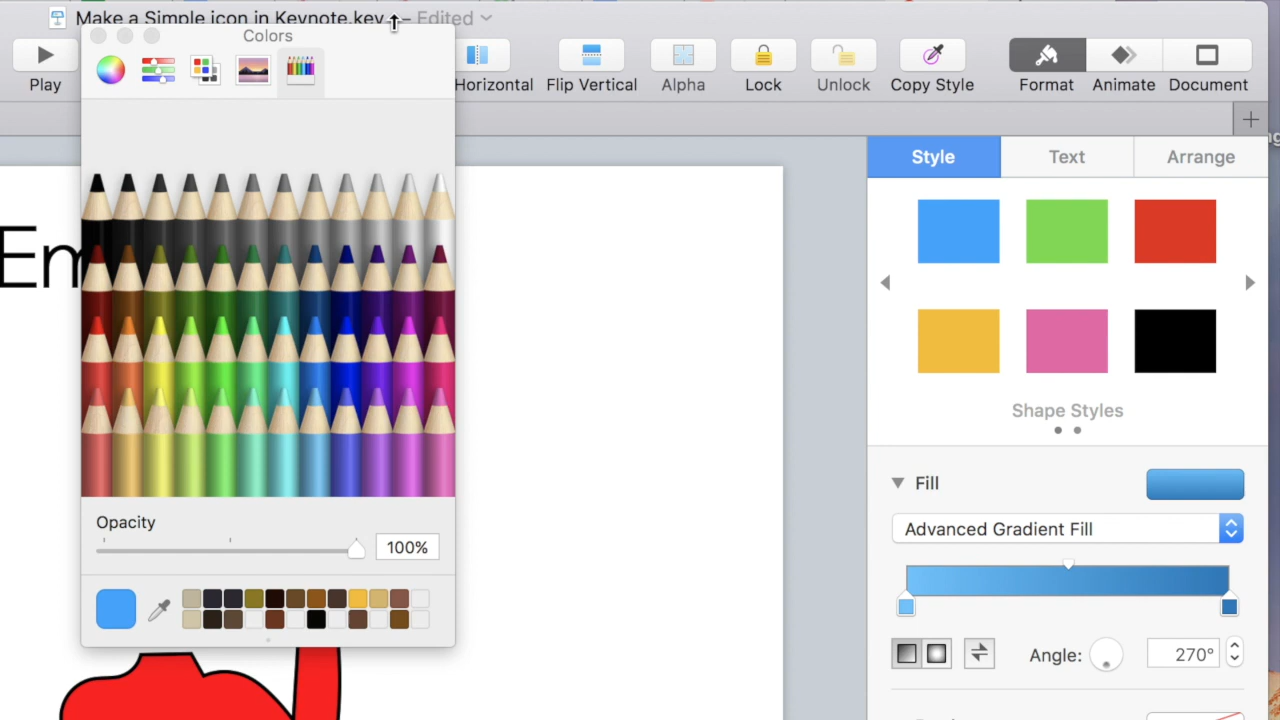 Make a Simple icon in Keynote.key — Edited
Colors
Play
Horizontal
Flip Vertical
Alpha
Lock
Unlock
Copy Style
Format
Animate
Document
Style
Text
Arrange
Em
Shape Styles
Fill
Advanced Gradient Fill
Opacity
100%
Angle:
270°